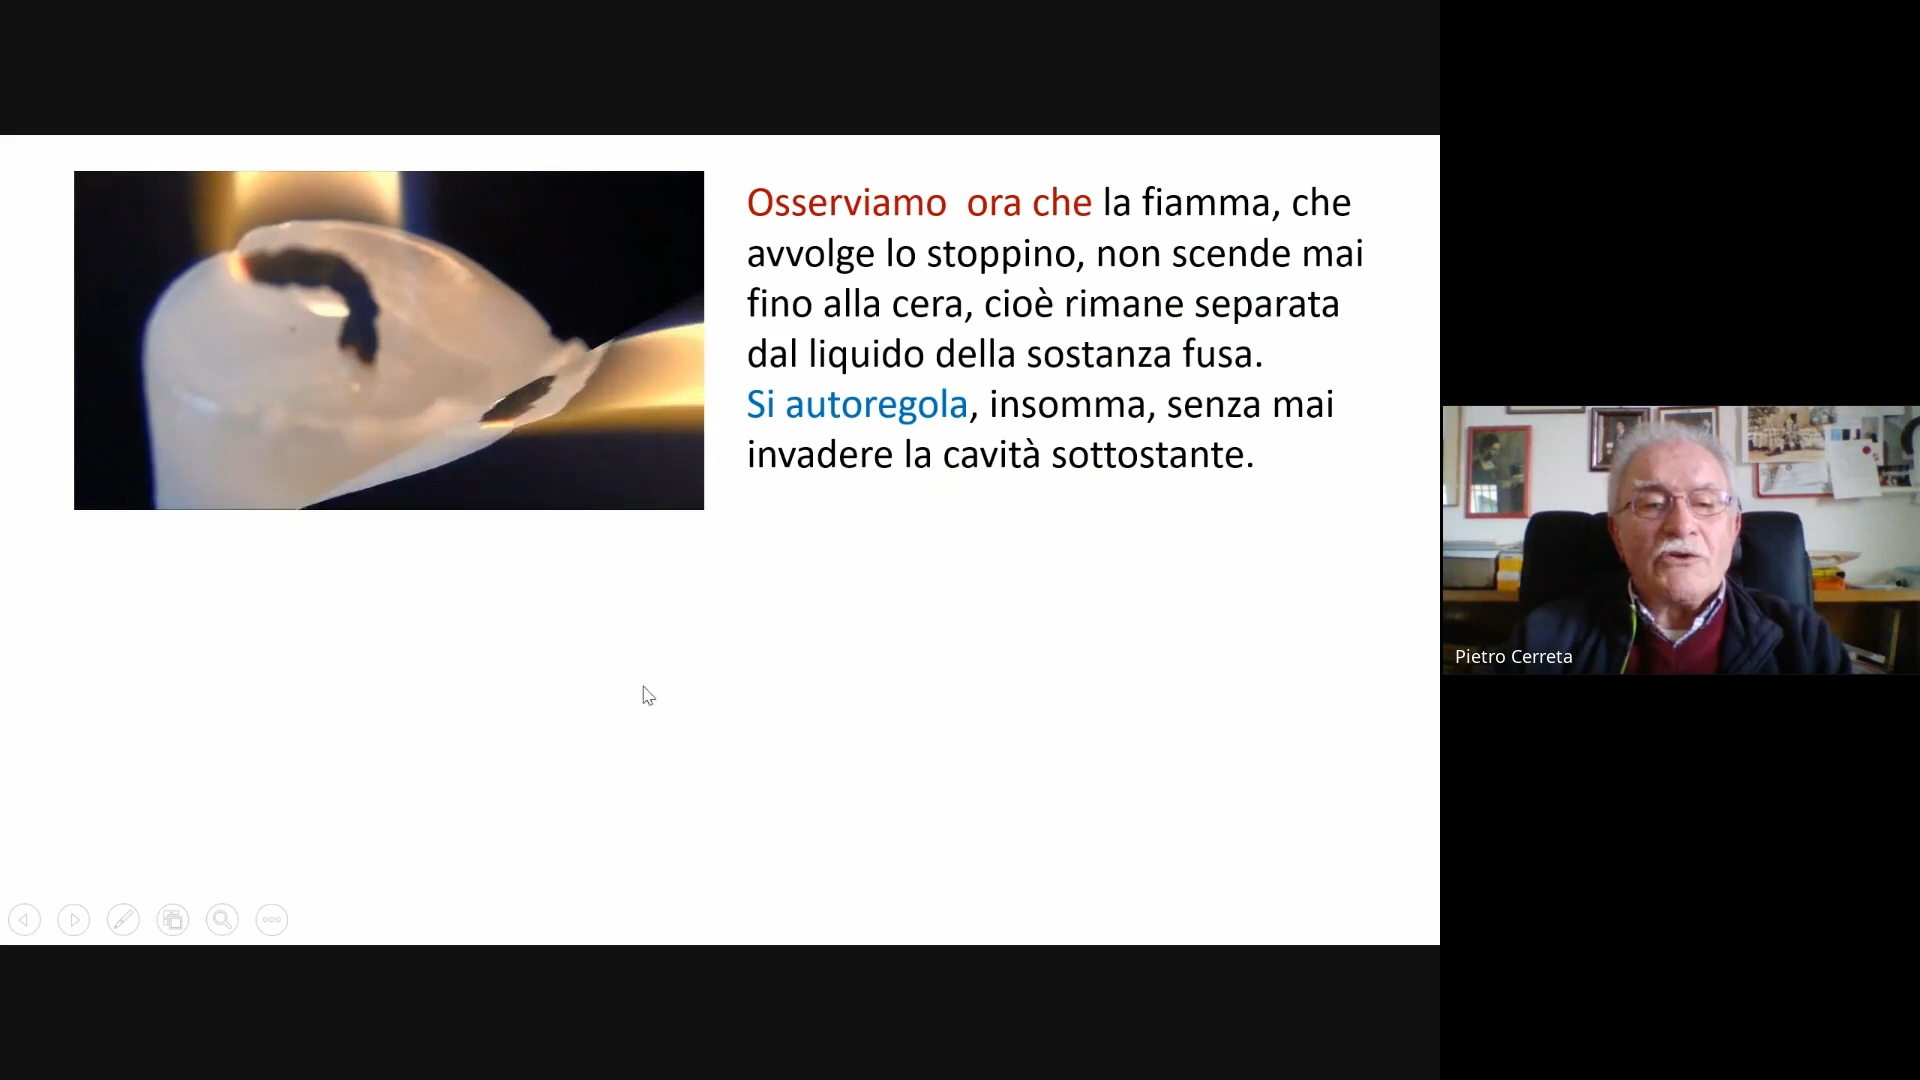 Osserviamo  ora che la fiamma, che
avvolge lo stoppino, non scende mai
fino alla cera, cioè rimane separata
dal liquido della sostanza fusa.
Si autoregola, insomma, senza mai
invadere la cavità sottostante.
Pietro Cerreta